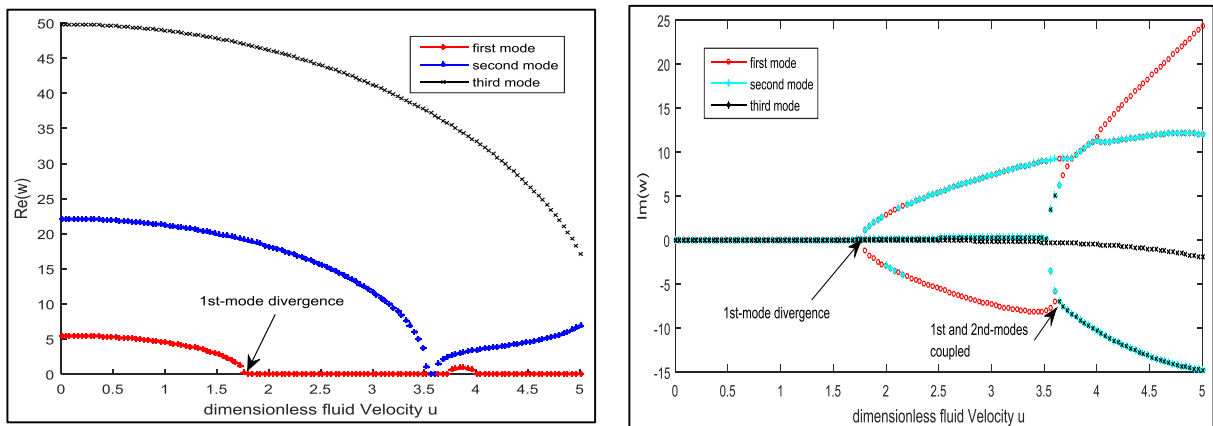 50
45
40
35
30
25
20
15
10
5
0
Re(w)
first mode
second mode
third mode
1st-mode divergence
0 0.5 1 1.5 2 2.5 3 3.5 4 4.5 5
dimensionless fluid Velocity u
25
20
15
10
5
0
-5
-10
-15
Im(w)
first mode
second mode
third mode
1st-mode divergence
1st and 2nd-modes
coupled
0 0.5 1 1.5 2 2.5 3 3.5 4 4.5 5
dimensionless fluid Velocity u